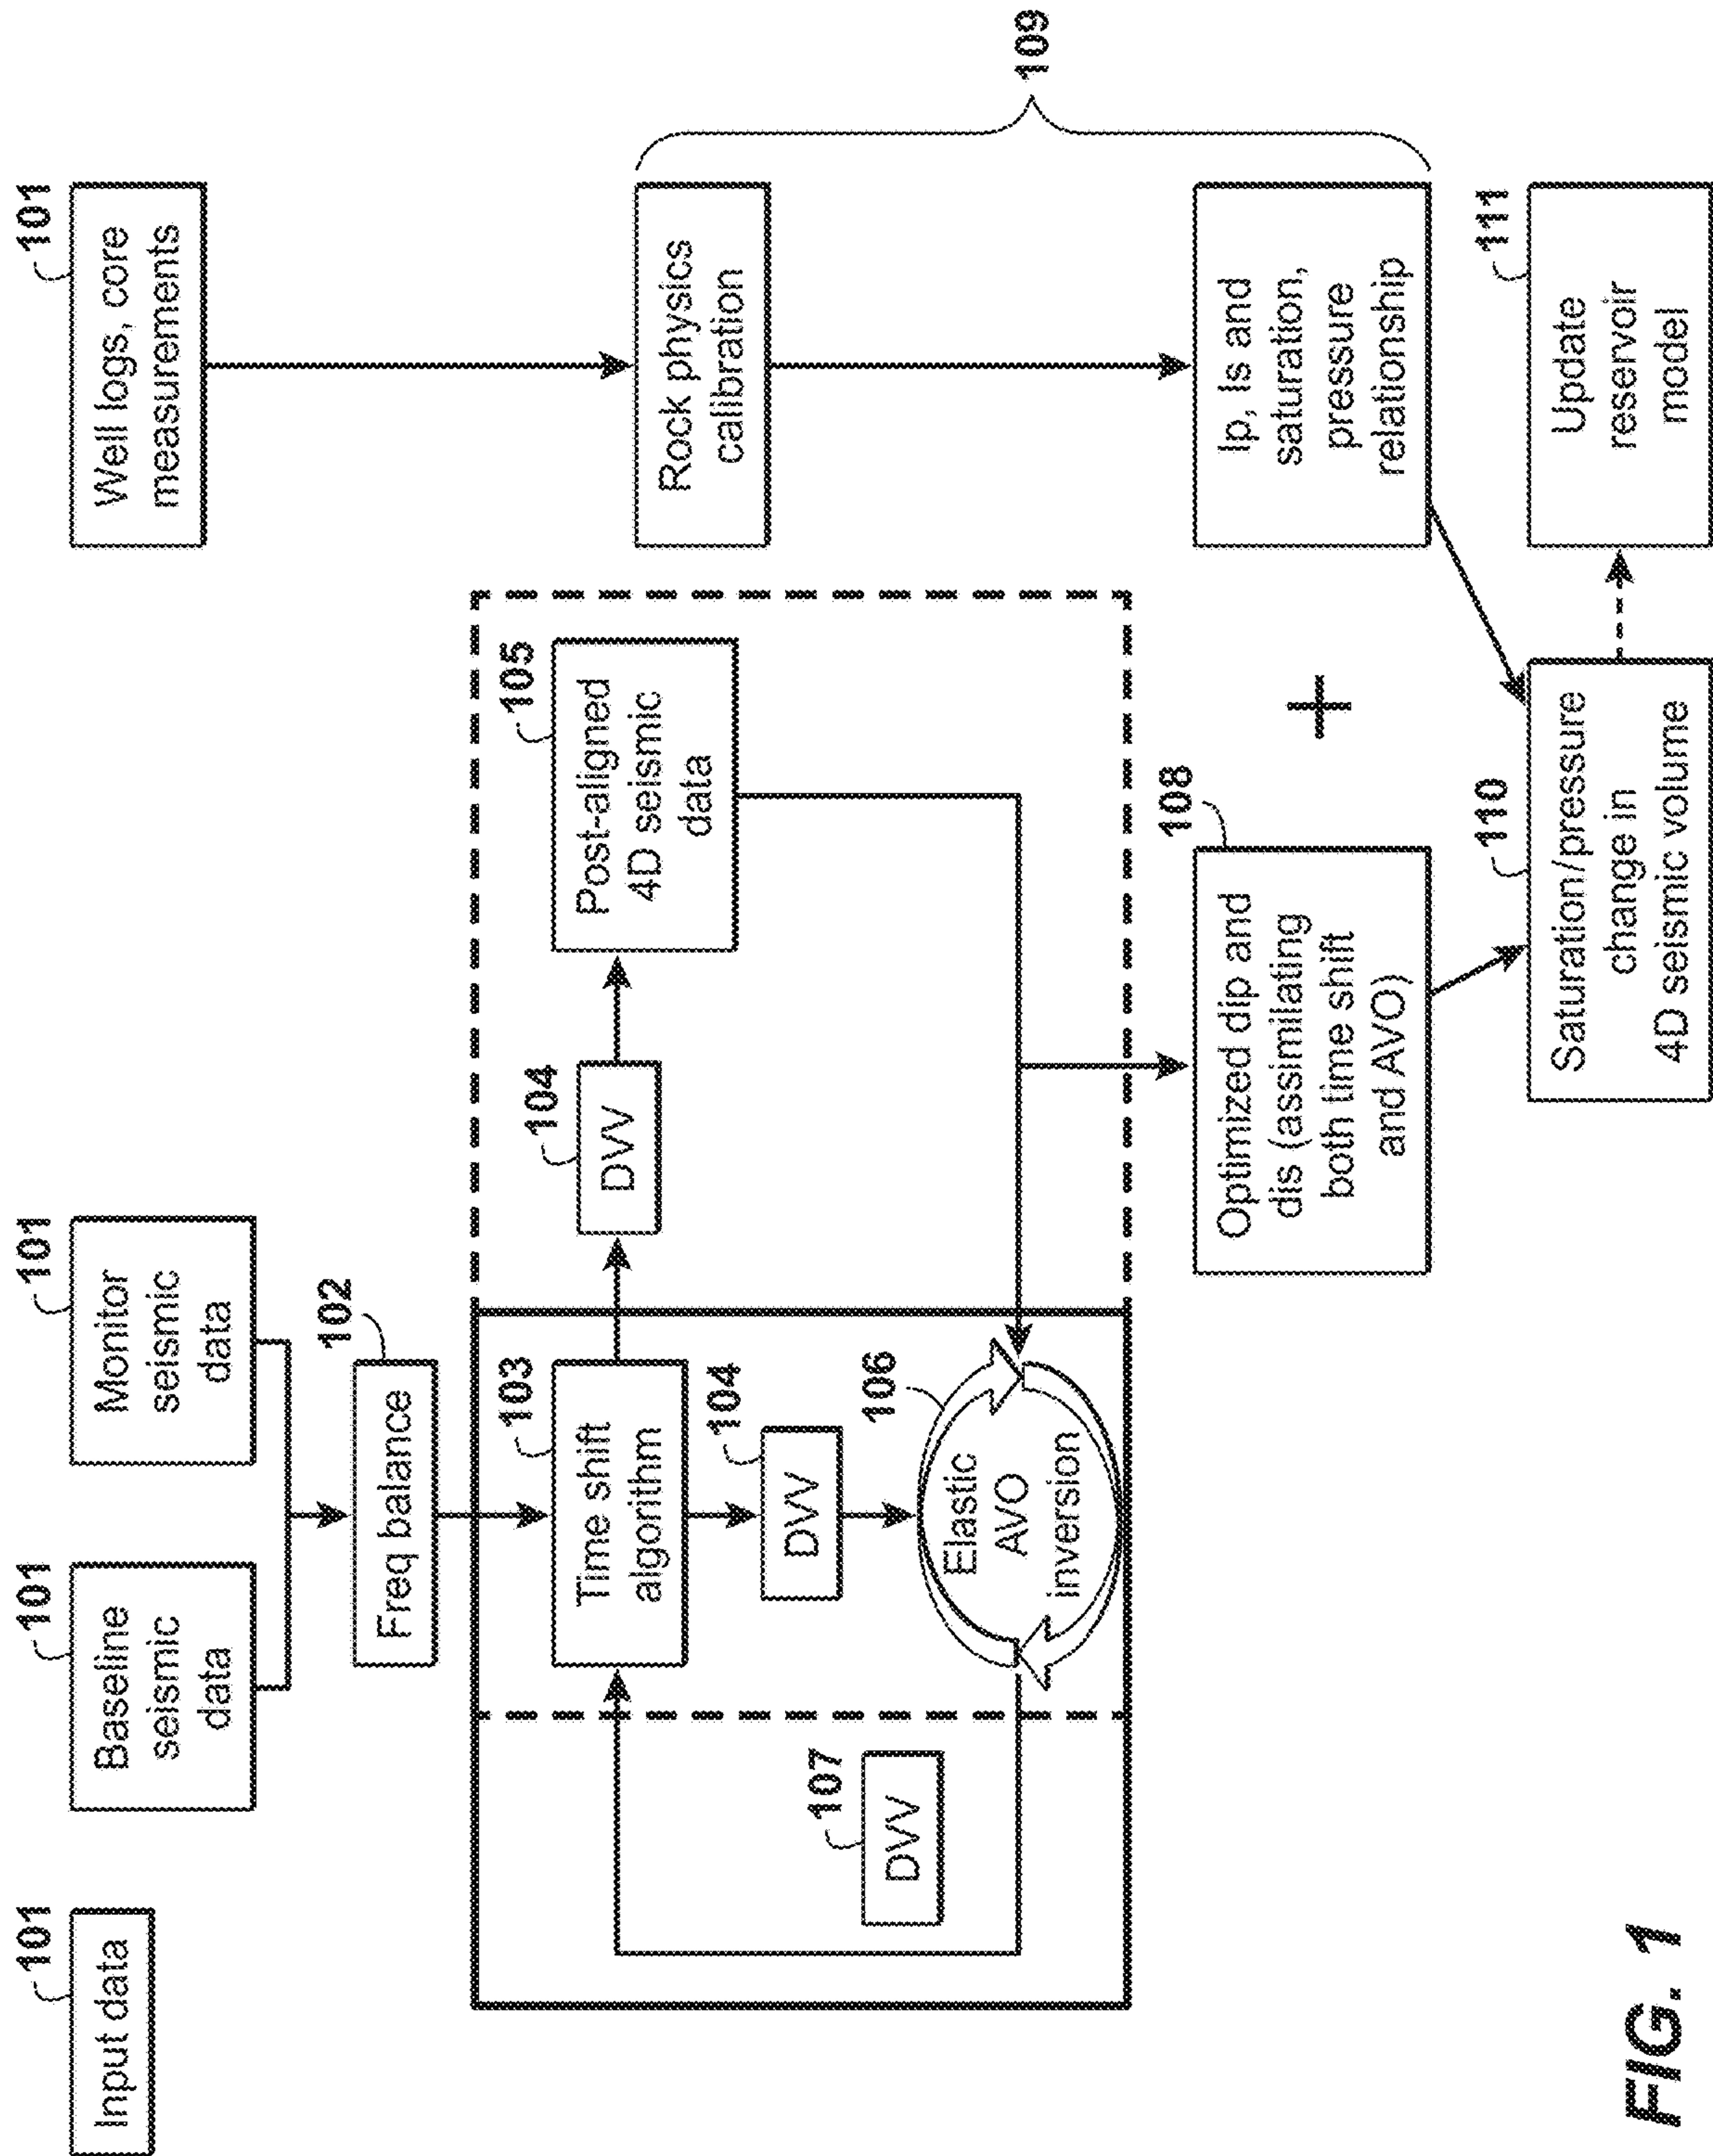 101
Input data
101
Baseline
seismic
data
101
Monitor
seismic
data
101
Well logs, core
measurements
102
Freq balance
103
Time shift
algorithm
104
DVV
105
Post-aligned
4D seismic
data
Rock physics
calibration
109
104
DVV
107
DVV
106
Elastic
AVO
inversion
108
Optimized dip and
dis (assimilating
both time shift
and AVO)
+
Ip, Is and
saturation,
pressure
relationship
110
Saturation/pressure
change in
4D seismic volume
111
Update
reservoir
model
FIG. 1